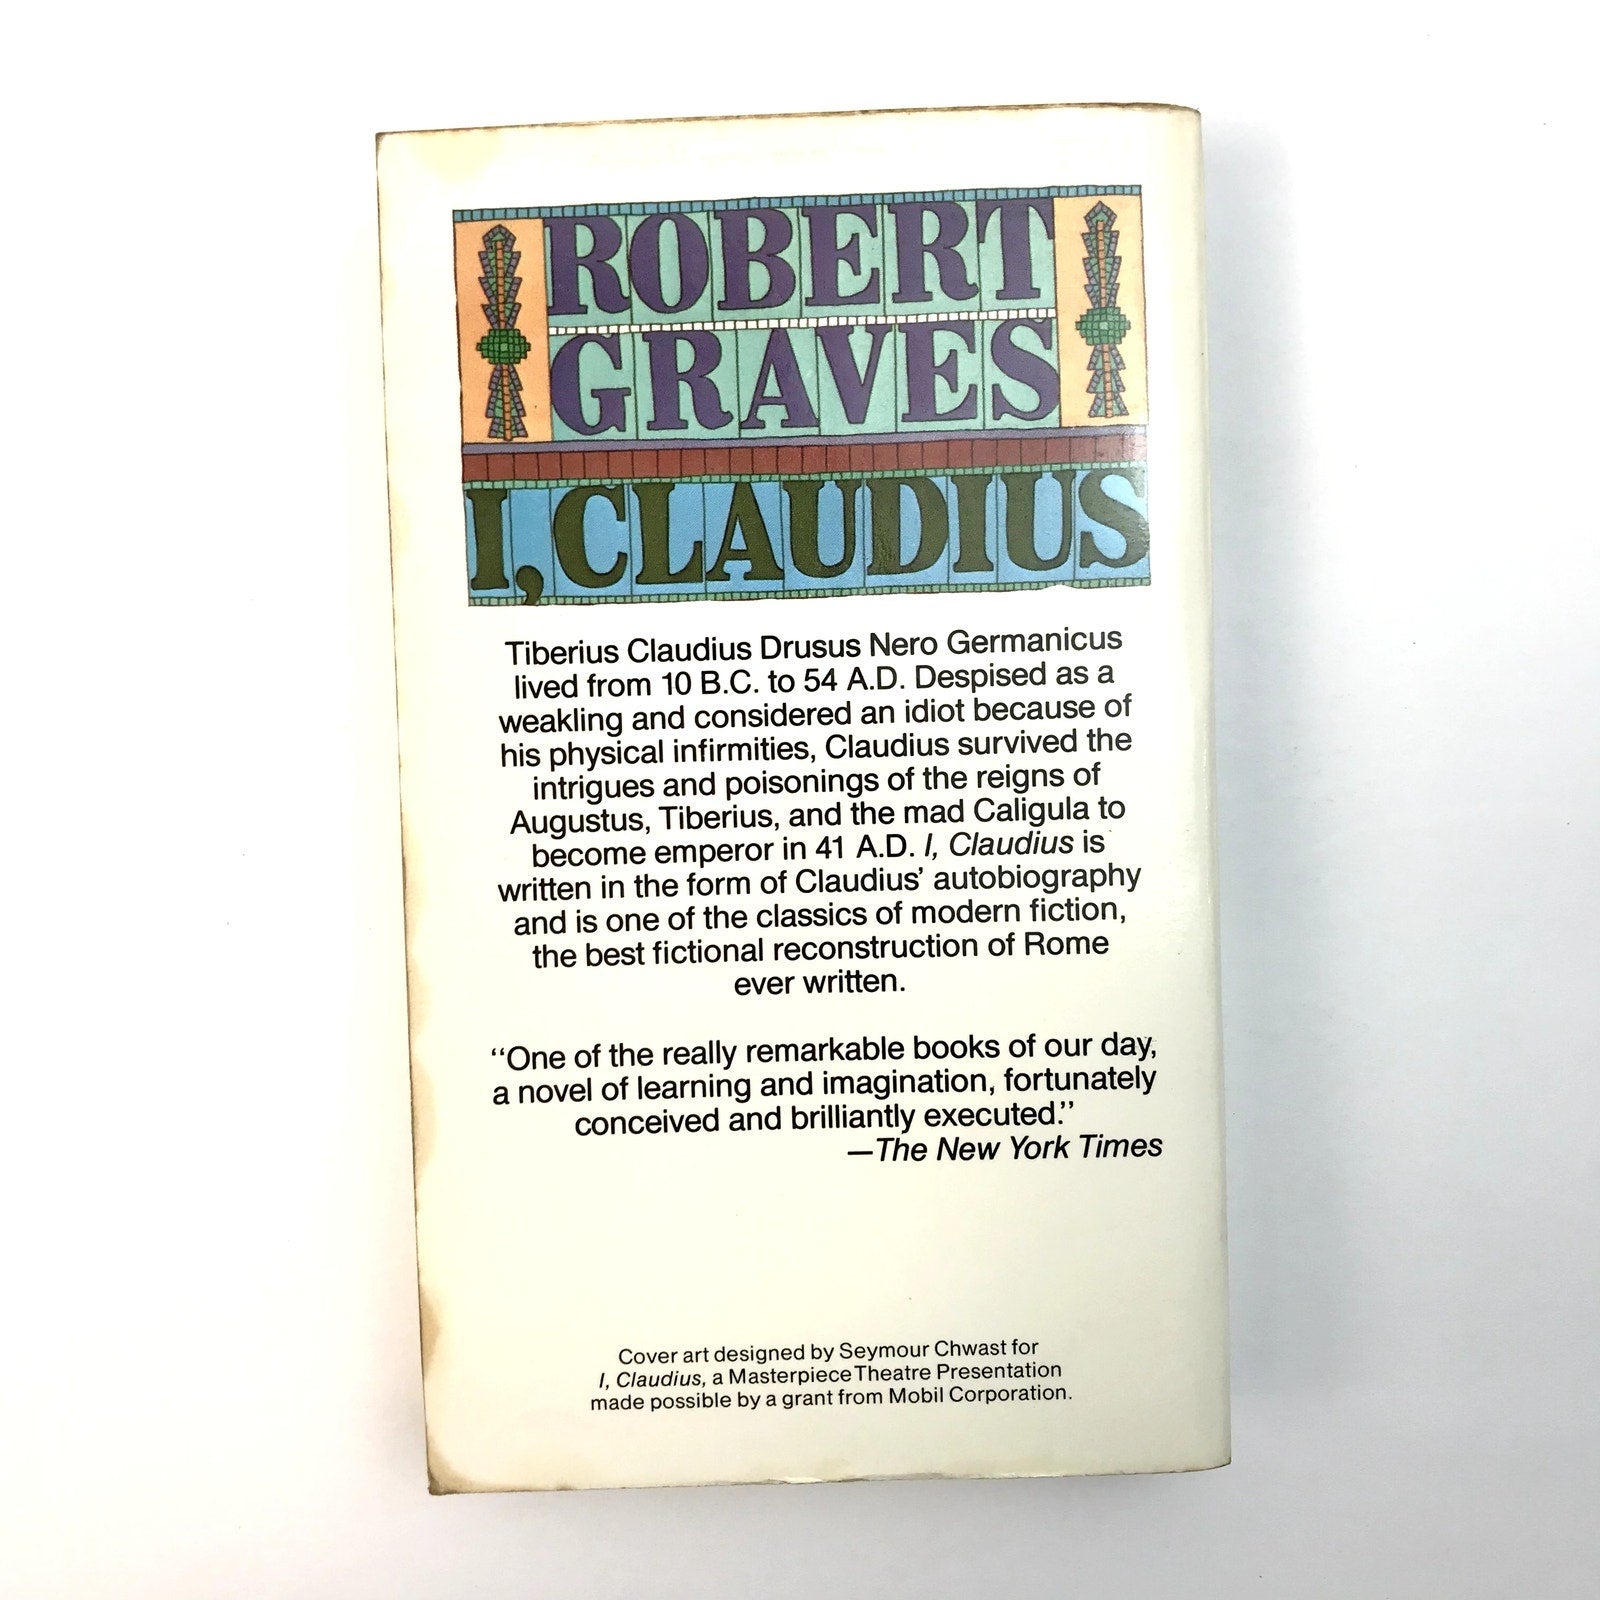 ROBERT
GRAVES
I, CLAUDIUS
Tiberius Claudius Drusus Nero Germanicus
lived from 10 B.C. to 54 A.D. Despised as a
weakling and considered an idiot because of
his physical infirmities, Claudius survived the
intrigues and poisonings of the reigns of
Augustus, Tiberius, and the mad Caligula to
become emperor in 41 A.D. I, Claudius is
written in the form of Claudius' autobiography
and is one of the classics of modern fiction,
the best fictional reconstruction of Rome
ever written.
"One of the really remarkable books of our day,
a novel of learning and imagination, fortunately
conceived and brilliantly executed."
—The New York Times
Cover art designed by Seymour Chwast for
I, Claudius, a Masterpiece Theatre Presentation
made possible by a grant from Mobil Corporation.